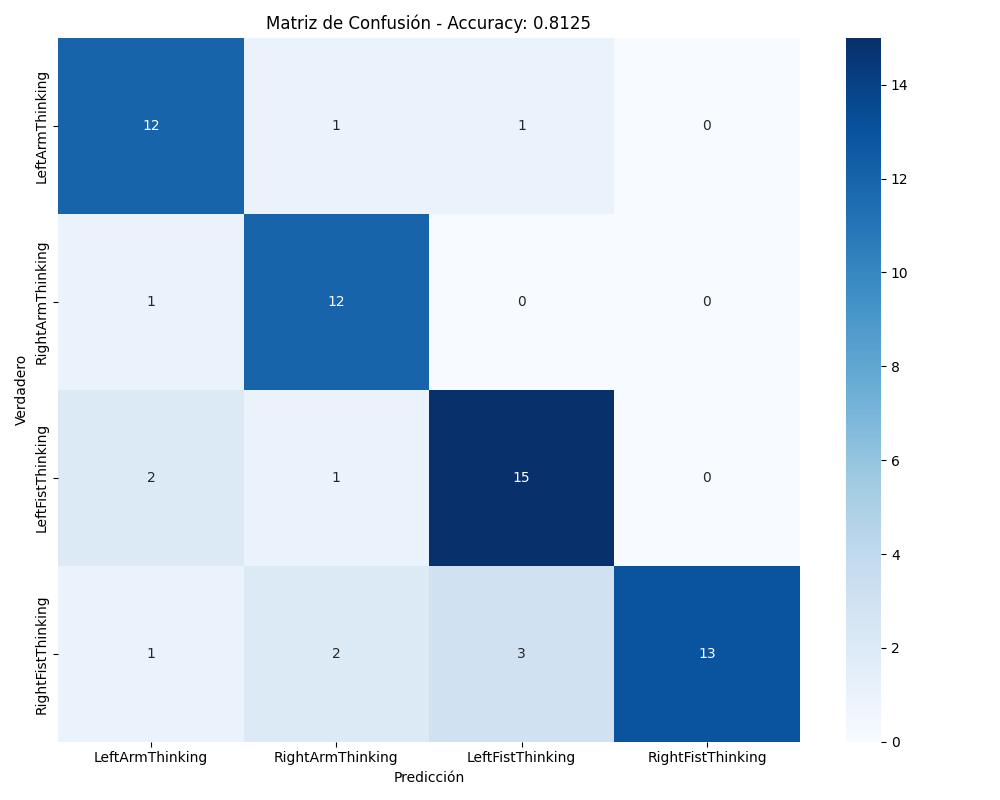 Matriz de Confusión - Accuracy: 0.8125
LeftArmThinking
12
1
1
0
RightArmThinking
1
12
0
0
LeftFistThinking
2
1
15
0
RightFistThinking
1
2
3
13
Verdadero
LeftArmThinking
RightArmThinking
LeftFistThinking
RightFistThinking
Predicción
14
12
10
8
6
4
2
0